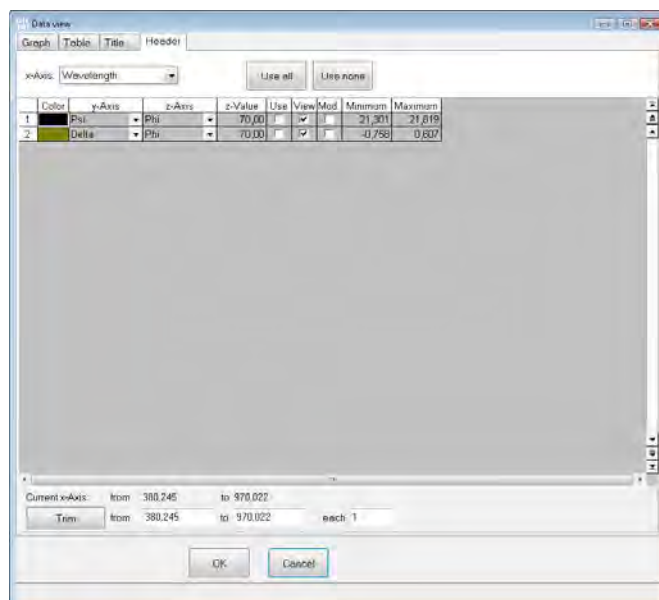 Data view
Graph Table Title Header
x-Axis: Wavelength Use all Use none
Color y-Axis z-Axis z-Value Use View Mod Minimum Maximum
1 Psi Phi 70,00 21,301 21,819
2 Delta Phi 70,00 -0,758 0,607
Current x-Axis: from 380,245 to 970,022
Trim from 380,245 to 970,022 each 1
OK Cancel